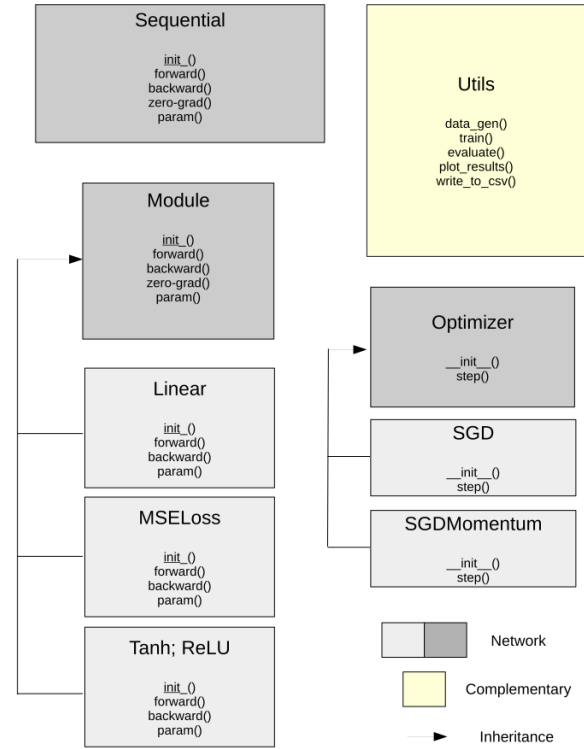 Sequential
init_()
forward()
backward()
zero-grad()
param()
Utils
data_gen()
train()
evaluate()
plot_results()
write_to_csv()
Module
init_()
forward()
backward()
zero-grad()
param()
Optimizer
__init__()
step()
Linear
init_()
forward()
backward()
param()
SGD
__init__()
step()
MSELoss
init_()
forward()
backward()
param()
SGDMomentum
__init__()
step()
Tanh; ReLU
init_()
forward()
backward()
param()
Network
Complementary
Inheritance